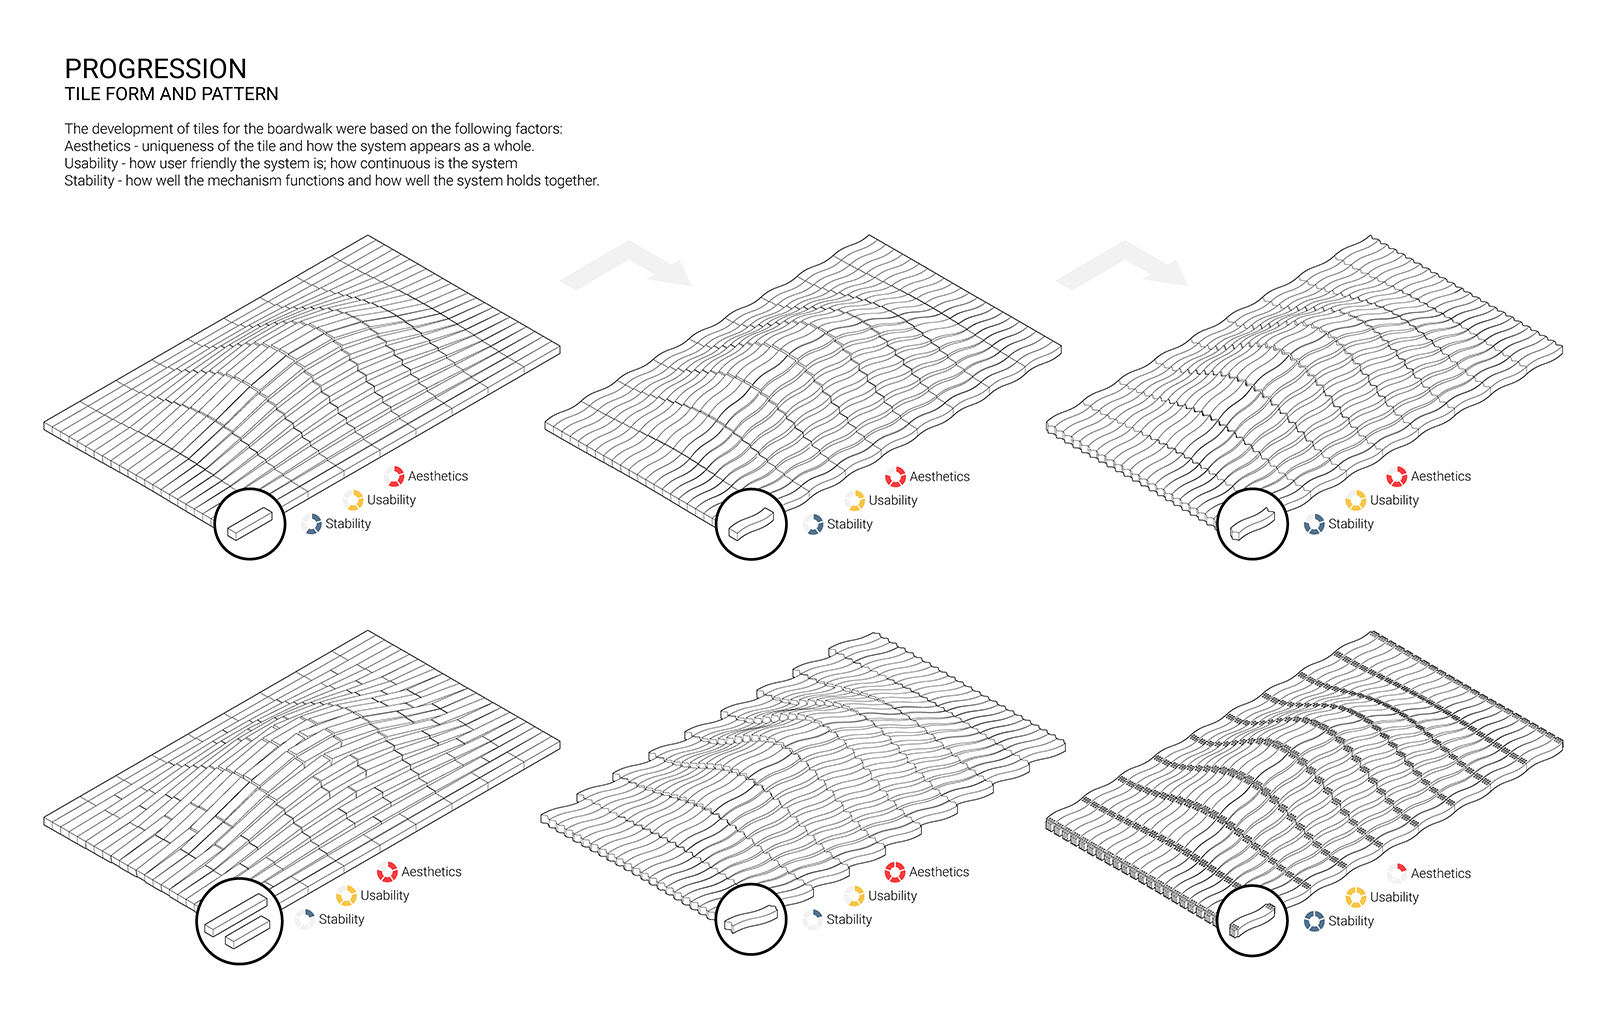 PROGRESSION
TILE FORM AND PATTERN
The development of tiles for the boardwalk were based on the following factors:
Aesthetics - uniqueness of the tile and how the system appears as a whole.
Usability - how user friendly the system is; how continuous is the system
Stability - how well the mechanism functions and how well the system holds together.
Aesthetics
Usability
Stability
Aesthetics
Usability
Stability
Aesthetics
Usability
Stability
Aesthetics
Usability
Stability
Aesthetics
Usability
Stability
Aesthetics
Usability
Stability